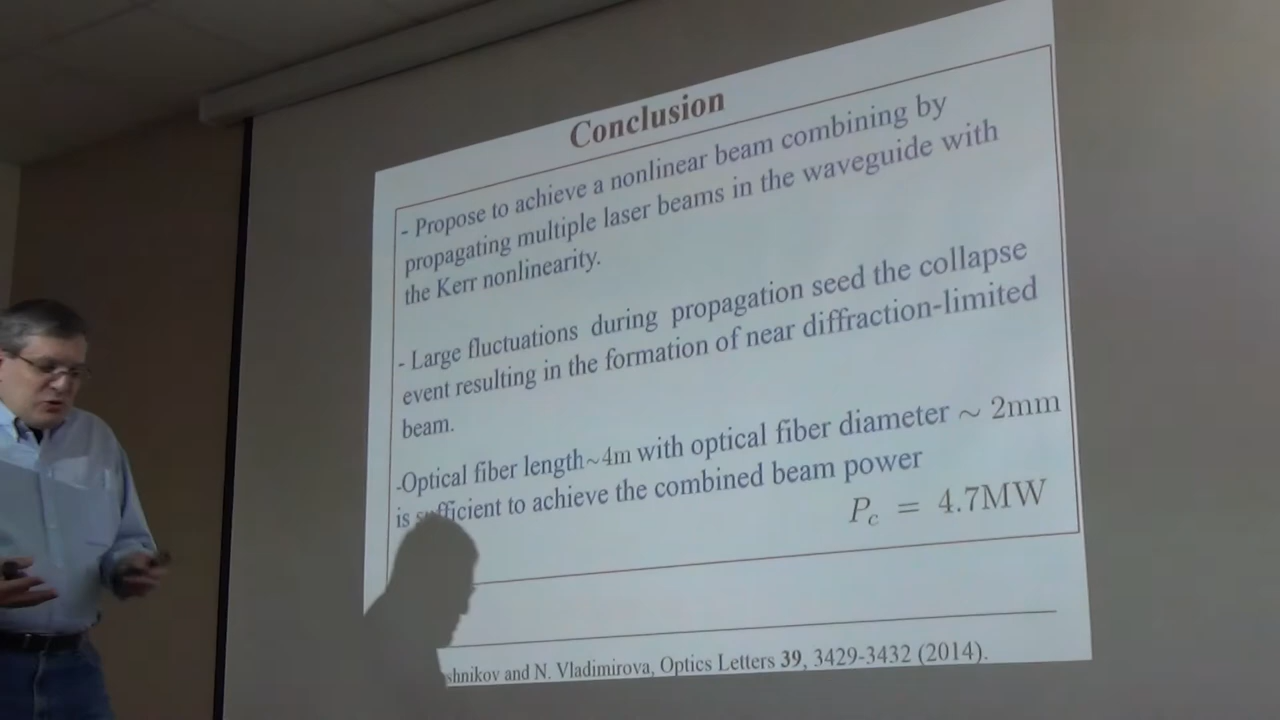 Conclusion
- Propose to achieve a nonlinear beam combining by
propagating multiple laser beams in the waveguide with
the Kerr nonlinearity.
- Large fluctuations during propagation seed the collapse
event resulting in the formation of near diffraction-limited
beam.
-Optical fiber length~4m with optical fiber diameter ~ 2mm
is sufficient to achieve the combined beam power
P_c = 4.7MW
shnikov and N. Vladimirova, Optics Letters 39, 3429-3432 (2014).